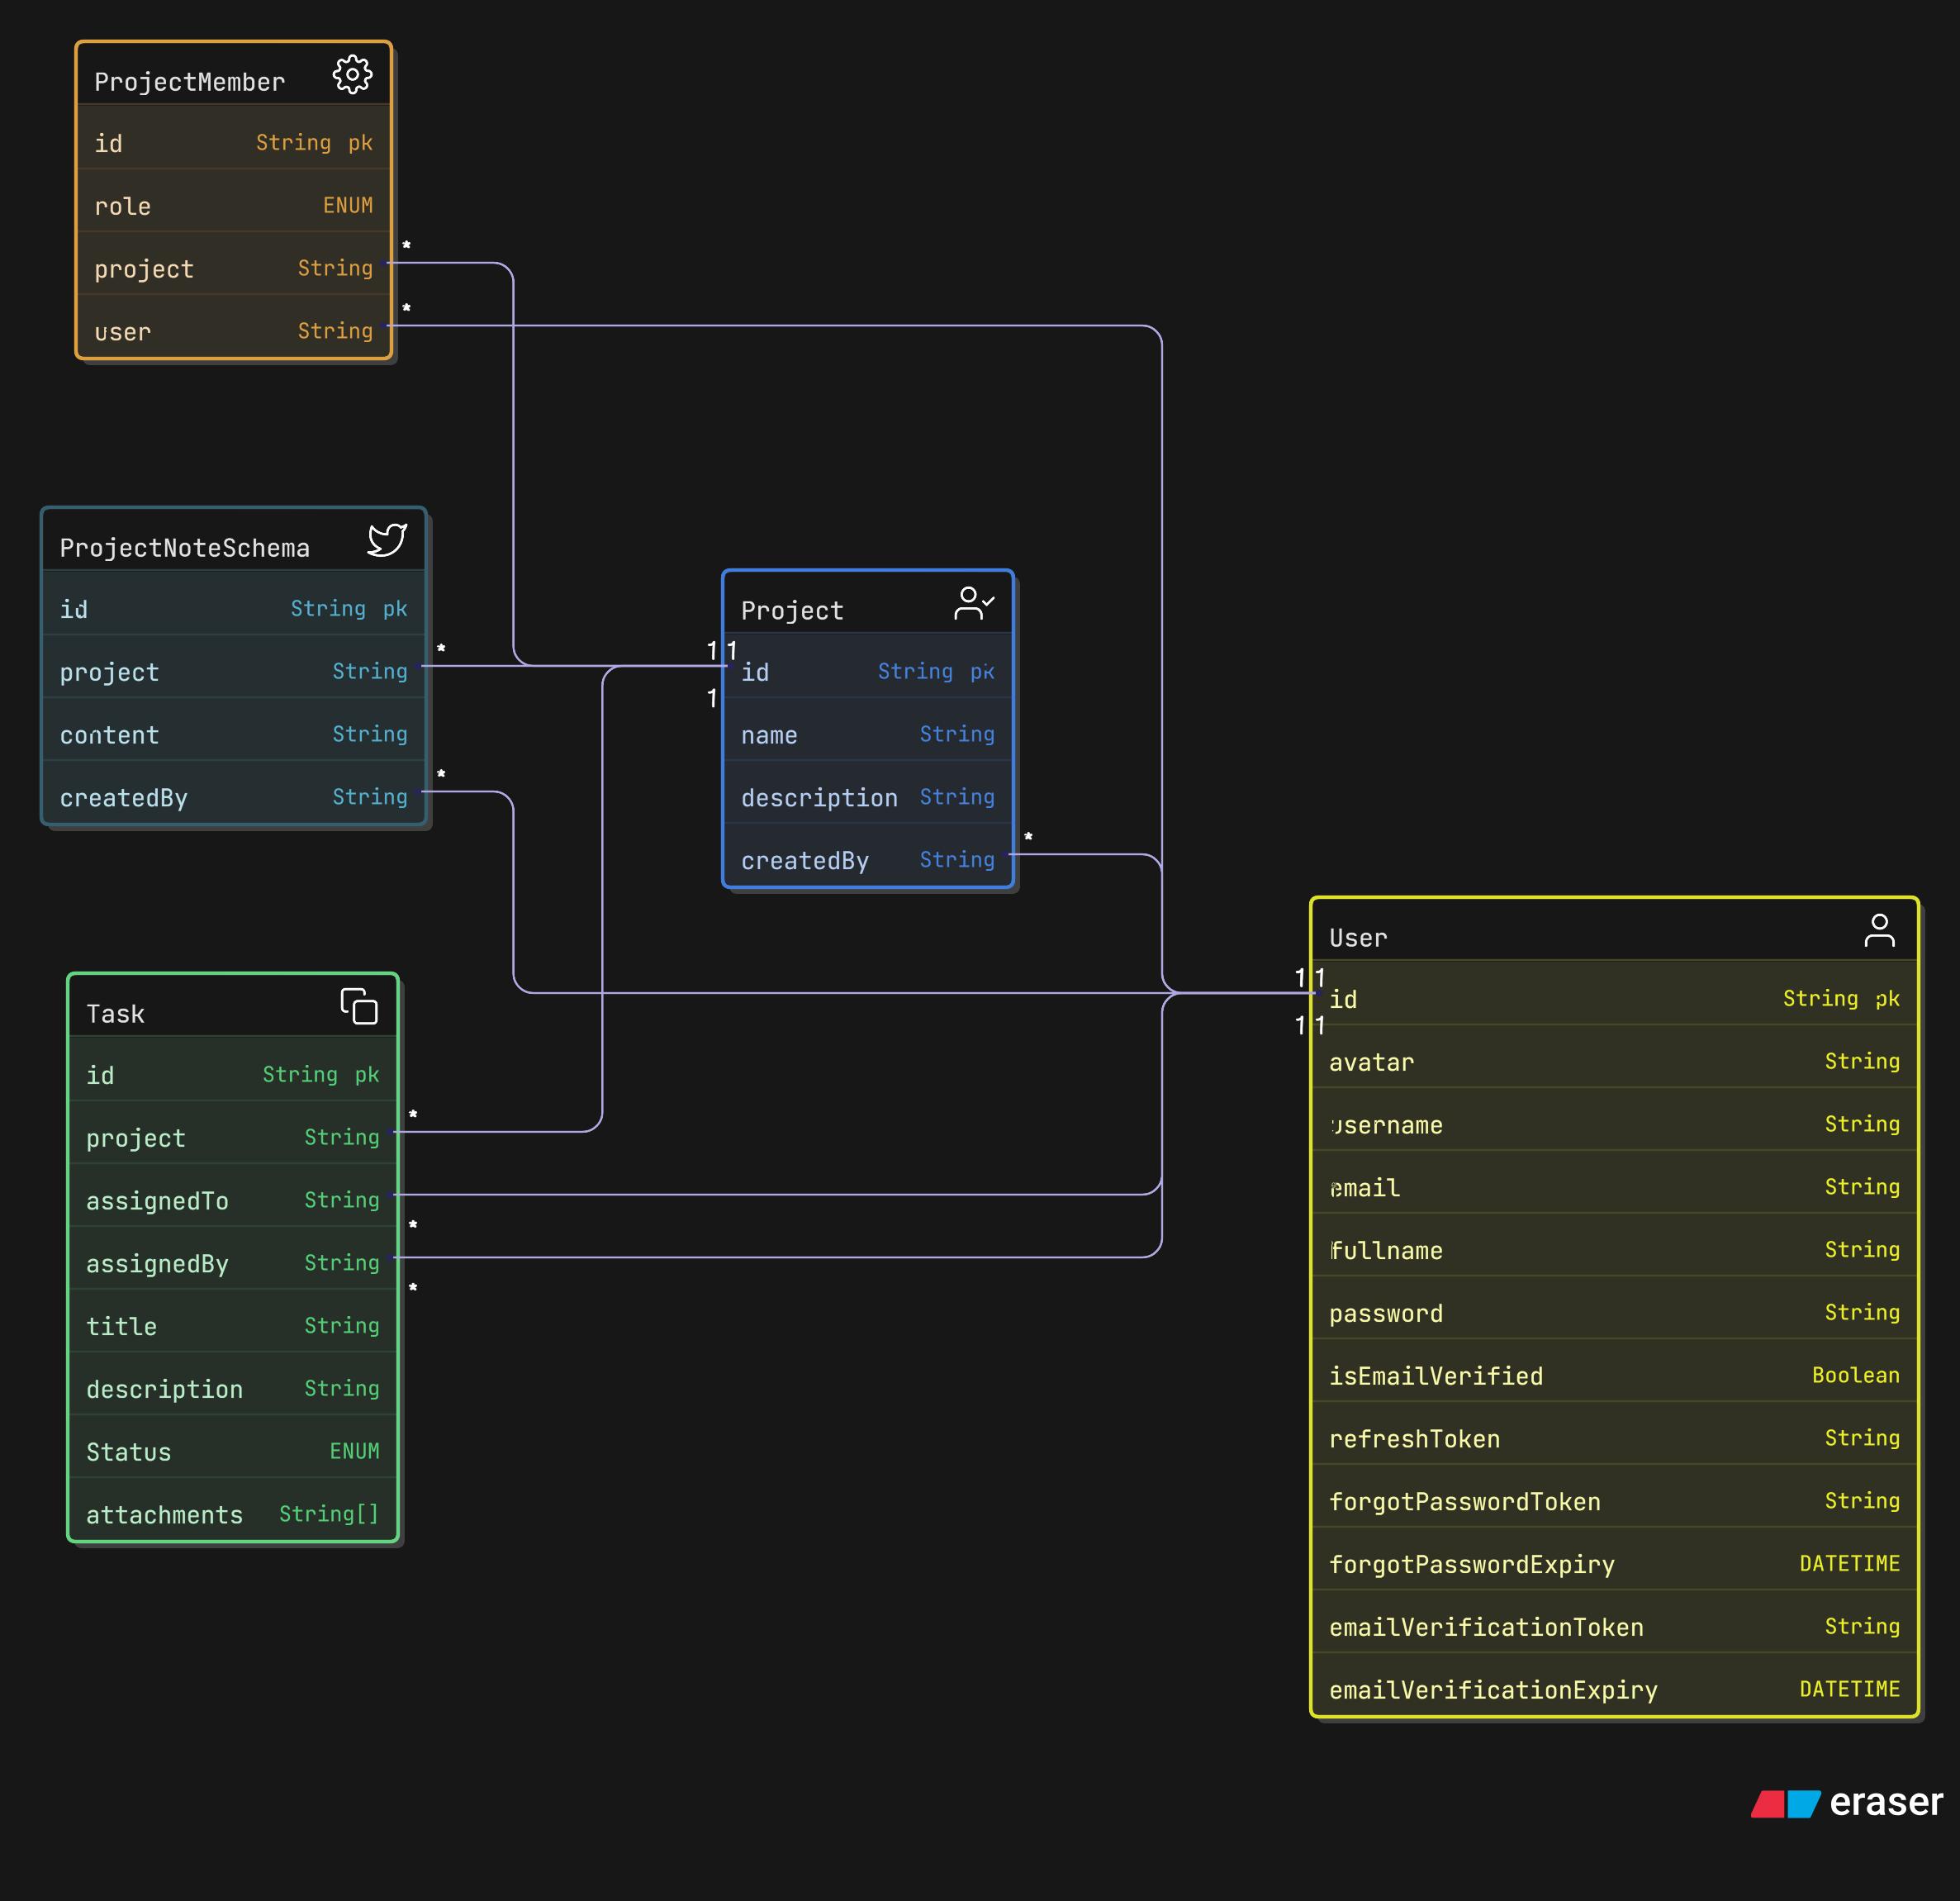 ProjectMember
id String pk
role ENUM
project String
user String
*
*
ProjectNoteSchema
id String pk
project String
content String
createdBy String
*
*
Project
id String pk
name String
description String
createdBy String
1 1
1
*
Task
id String pk
project String
assignedTo String
assignedBy String
title String
description String
Status ENUM
attachments String[]
*
*
*
User
id String pk
avatar String
username String
email String
fullname String
password String
isEmailVerified Boolean
refreshToken String
forgotPasswordToken String
forgotPasswordExpiry DATETIME
emailVerificationToken String
emailVerificationExpiry DATETIME
1 1
1 1
eraser